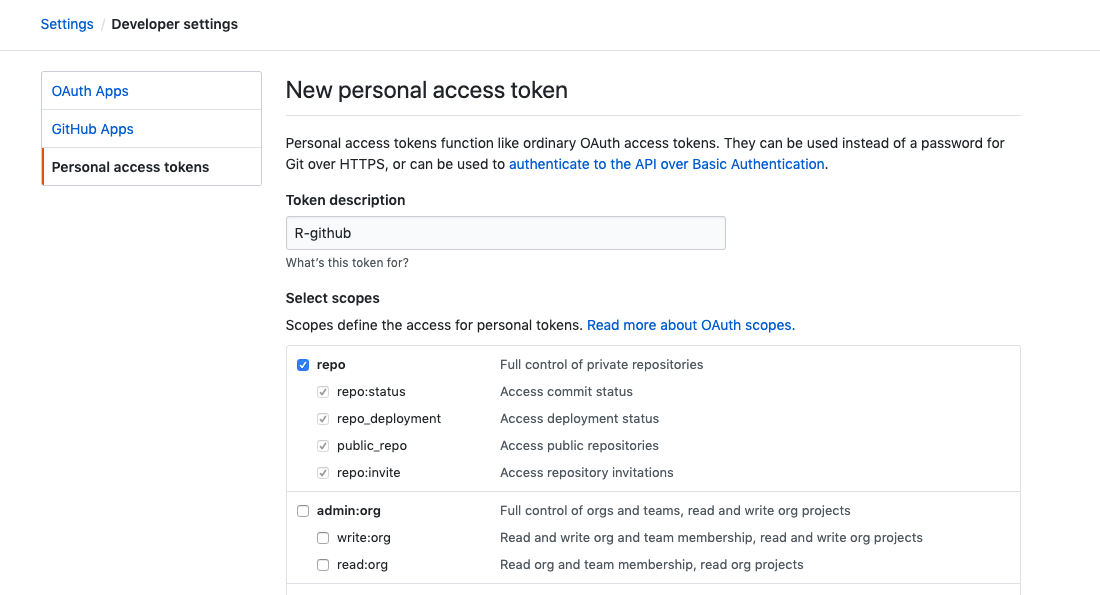 Settings / Developer settings
OAuth Apps
GitHub Apps
Personal access tokens
New personal access token
Personal access tokens function like ordinary OAuth access tokens. They can be used instead of a password for
Git over HTTPS, or can be used to authenticate to the API over Basic Authentication.
Token description
R-github
What's this token for?
Select scopes
Scopes define the access for personal tokens. Read more about OAuth scopes.
repo Full control of private repositories
repo:status Access commit status
repo_deployment Access deployment status
public_repo Access public repositories
repo:invite Access repository invitations
admin:org Full control of orgs and teams, read and write org projects
write:org Read and write org and team membership, read and write org projects
read:org Read org and team membership, read org projects